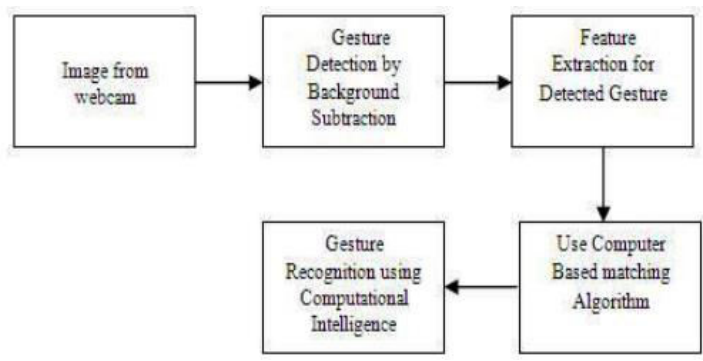 Image from
webcam
Gesture
Detection by
Background
Subtraction
Feature
Extraction for
Detected Gesture
Use Computer
Based matching
Algorithm
Gesture
Recognition using
Computational
Intelligence